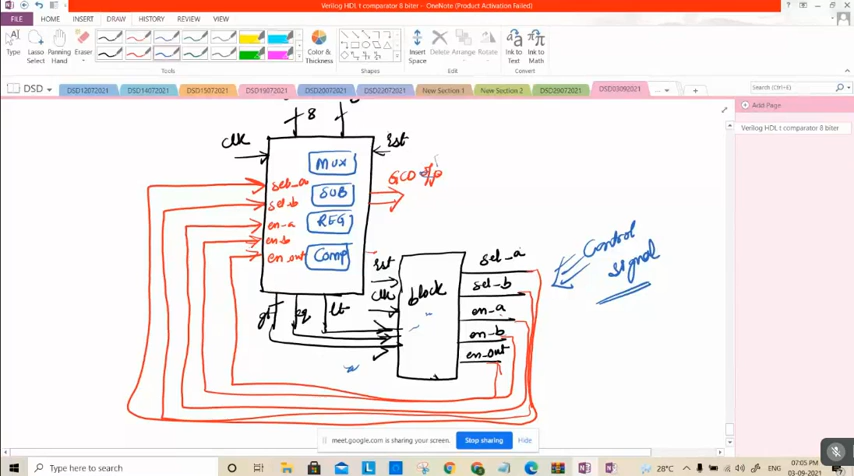 Verilog HDL t comparator 8 biter - OneNote (Product Activation Failed)
FILE HOME INSERT DRAW HISTORY REVIEW VIEW
Type
Lasso Select
Panning Hand
Eraser
Color & Thickness
Insert Space
Delete
Arrange
Rotate
Ink to Text
Ink to Math
Tools Shapes Edit Convert
DSD DSD12072021 DSD14072021 DSD15072021 DSD19072021 DSD20072021 DSD22072021 New Section 1 New Section 2 DSD29072021 DSD03092021 ... Search (Ctrl+E)
Add Page
Verilog HDL t comparator 8 biter
8
clk
rst
MUX
sel_a
GCD o/p
SUB
sel_b
en_a
REG
en_b
Comp
en_out
gt
eq
lt
rst
clk
block
sel_a
sel_b
en_a
en_b
en_out
Control
signal
meet.google.com is sharing your screen. Stop sharing Hide
Type here to search
28°C
ENG
07:05 PM
03-09-2021